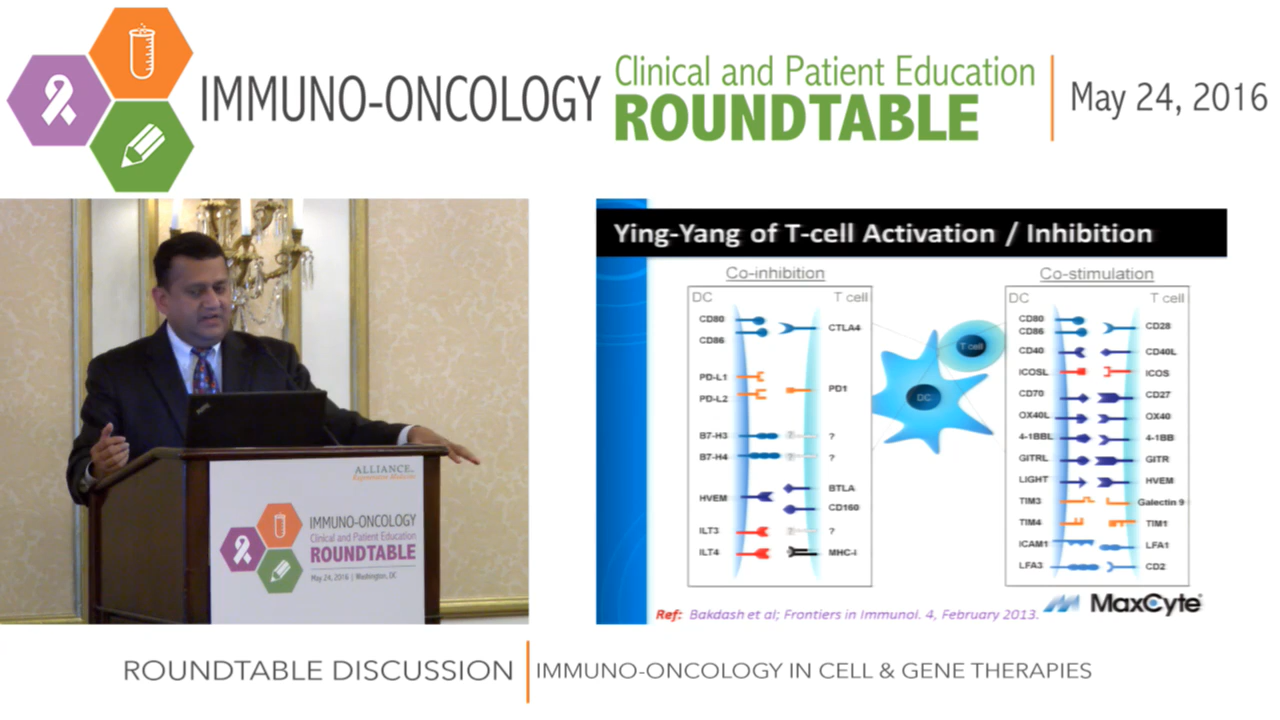 IMMUNO-ONCOLOGY
Clinical and Patient Education
ROUNDTABLE
May 24, 2016
Ying-Yang of T-cell Activation / Inhibition
Co-inhibition
DC
T cell
CD80
CD86
CTLA4
PD-L1
PD-L2
PD1
B7-H3
?
B7-H4
?
HVEM
BTLA
CD160
ILT3
?
ILT4
MHC-I
T cell
DC
Co-stimulation
DC
T cell
CD80
CD86
CD28
CD40
CD40L
ICOSL
ICOS
CD70
CD27
OX40L
OX40
4-1BBL
4-1BB
GITRL
GITR
LIGHT
HVEM
TIM3
Galectin 9
TIM4
TIM1
ICAM1
LFA1
LFA3
CD2
Ref: Bakdash et al; Frontiers in Immunol. 4, February 2013.
MaxCyte
ALLIANCE
IMMUNO-ONCOLOGY
Clinical and Patient Education
ROUNDTABLE
May 24, 2016 | Washington, DC
ROUNDTABLE DISCUSSION
IMMUNO-ONCOLOGY IN CELL & GENE THERAPIES